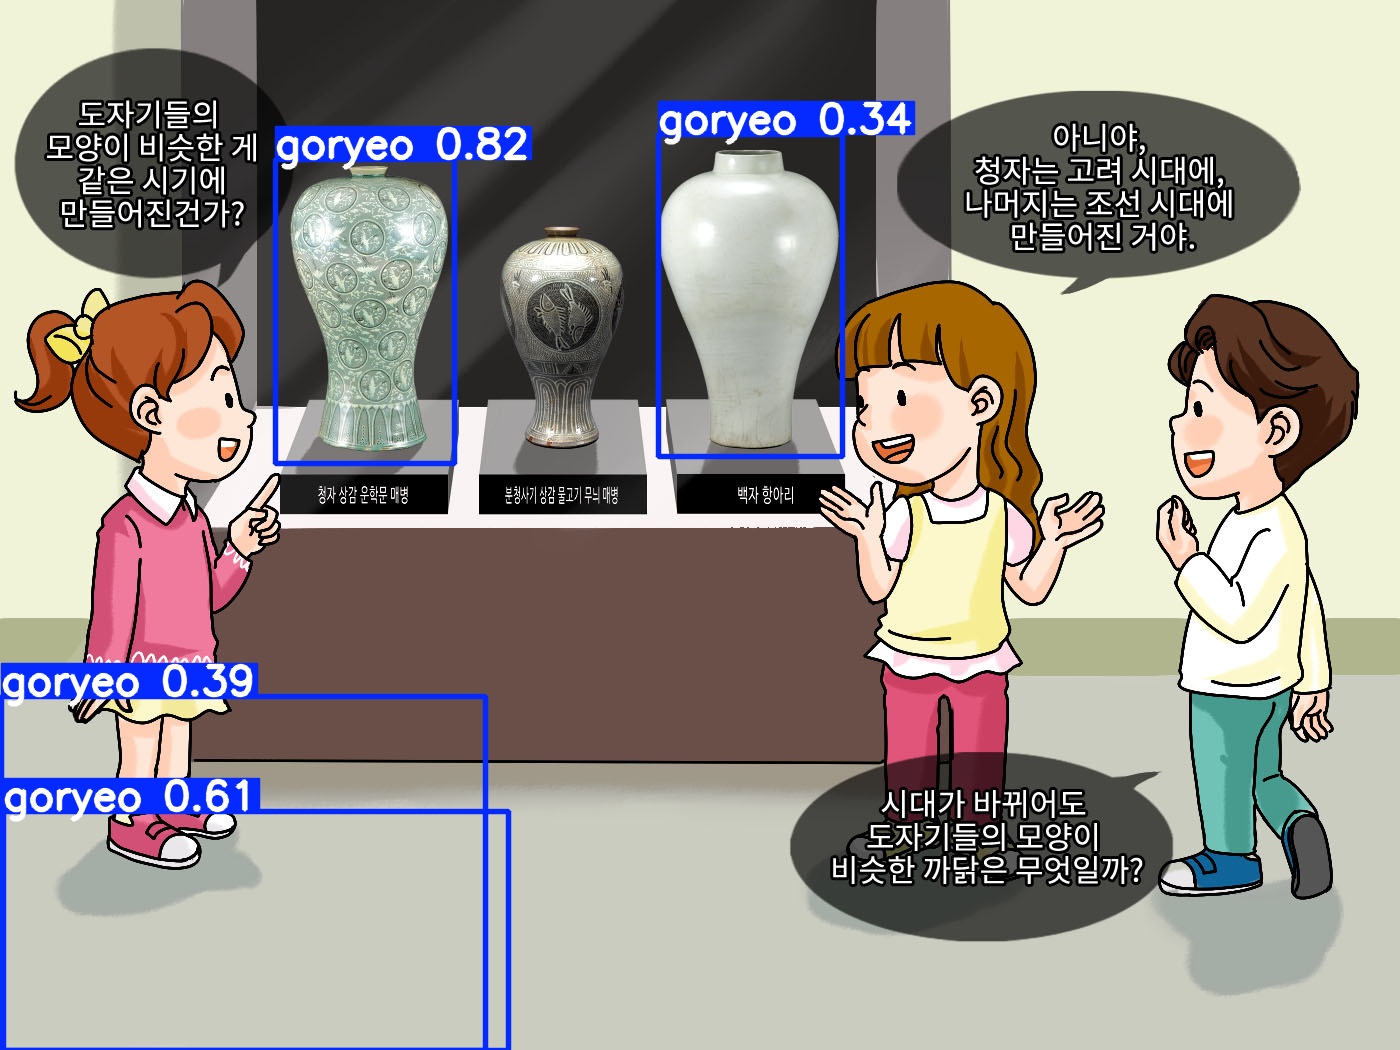 도자기들의
모양이 비슷한 게
같은 시기에
만들어진건가?
goryeo 0.82
goryeo 0.34
아니야,
청자는 고려 시대에,
나머지는 조선 시대에
만들어진 거야.
청자 상감 운학문 매병
분청사기 상감 물고기 무늬 매병
백자 항아리
goryeo 0.39
goryeo 0.61
시대가 바뀌어도
도자기들의 모양이
비슷한 까닭은 무엇일까?